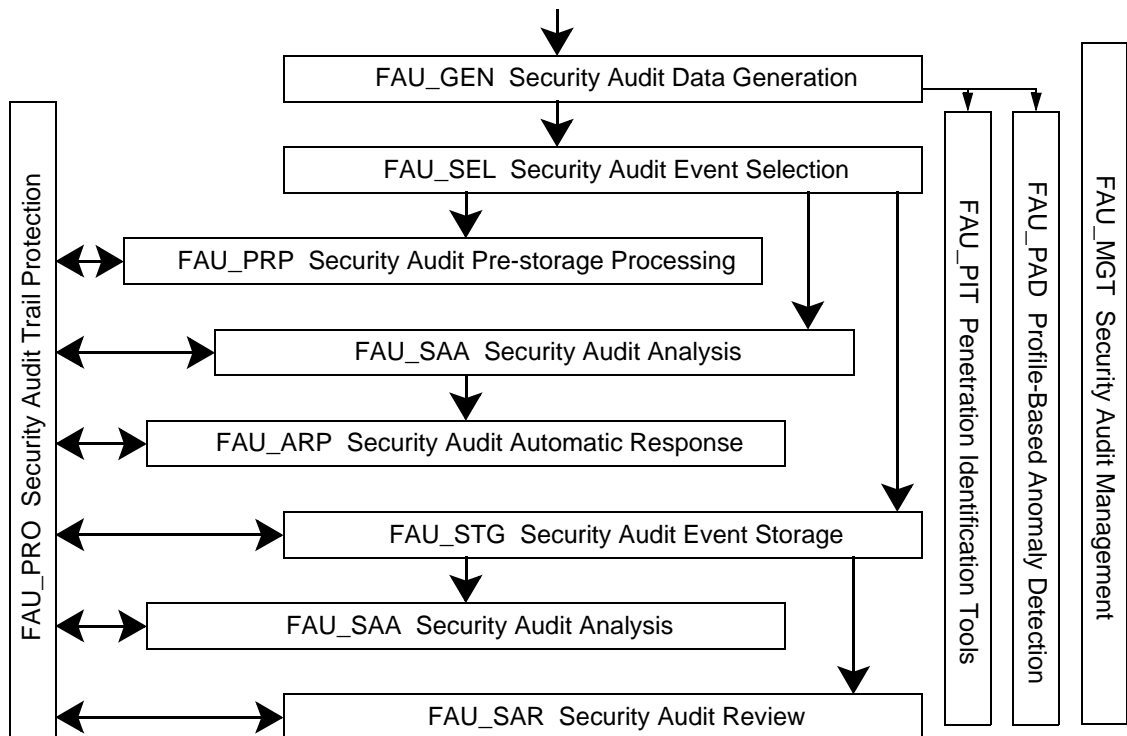 FAU_GEN Security Audit Data Generation
FAU_SEL Security Audit Event Selection
FAU_PRP Security Audit Pre-storage Processing
FAU_SAA Security Audit Analysis
FAU_ARP Security Audit Automatic Response
FAU_STG Security Audit Event Storage
FAU_SAA Security Audit Analysis
FAU_SAR Security Audit Review
FAU_PRO Security Audit Trail Protection
FAU_PIT Penetration Identification Tools
FAU_PAD Profile-Based Anomaly Detection
FAU_MGT Security Audit Management